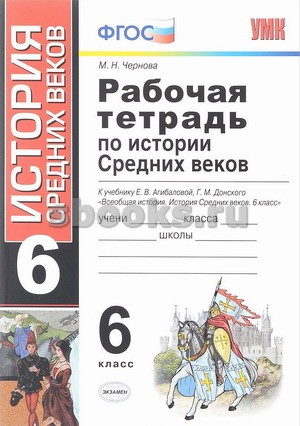 ФГОС
УМК
М. Н. Чернова
Рабочая
тетрадь
по истории
Средних веков
К учебнику Е. В. Агибаловой, Г. М. Донского
«Всеобщая история. История Средних веков. 6 класс»
учени класса
школы
ИСТОРИЯ
СРЕДНИХ ВЕКОВ
6
6
КЛАСС
ЭКЗАМЕН